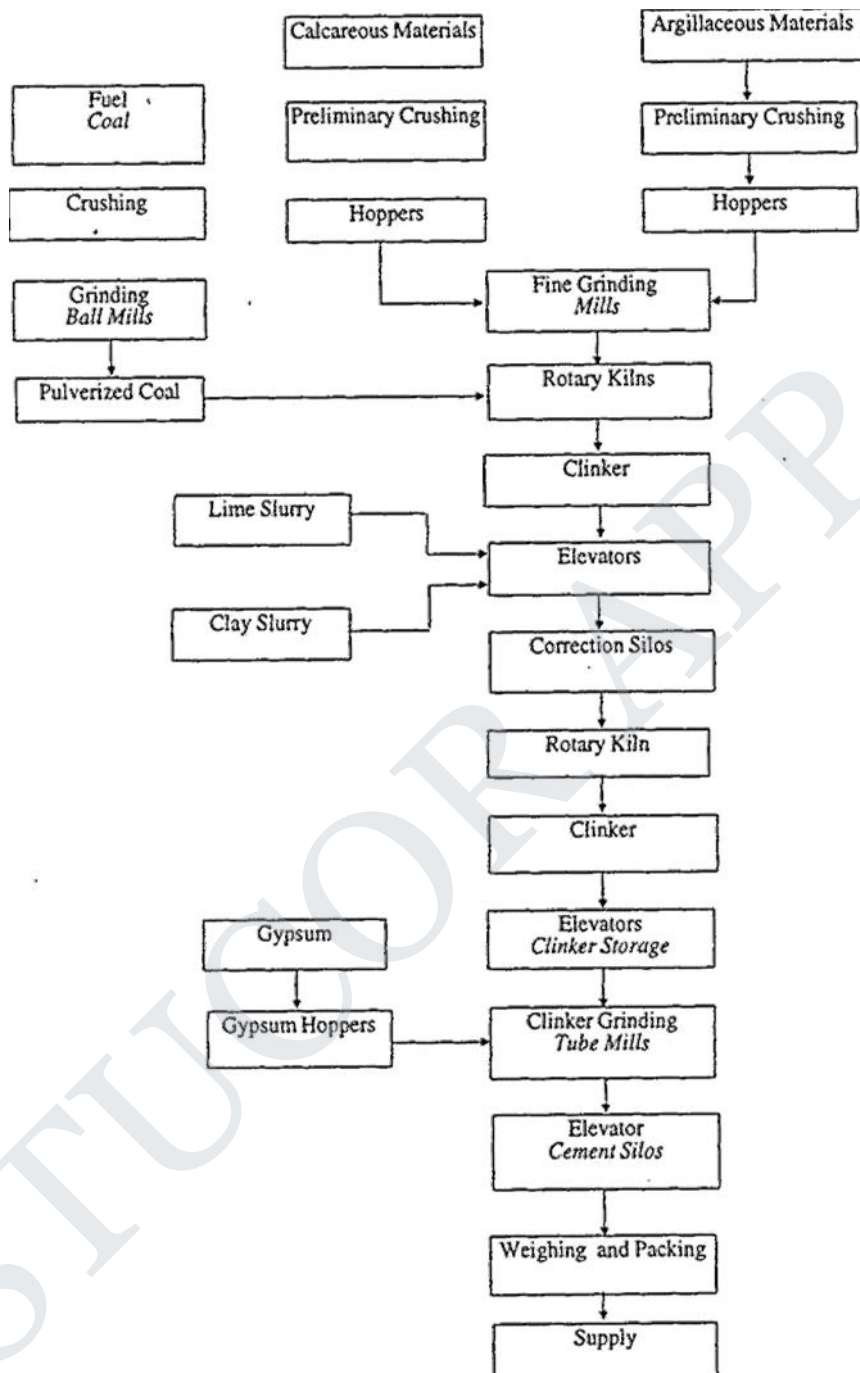 Calcareous Materials
Argillaceous Materials
Fuel
Coal
Preliminary Crushing
Preliminary Crushing
Crushing
Hoppers
Hoppers
Grinding
Ball Mills
Fine Grinding
Mills
Pulverized Coal
Rotary Kilns
Clinker
Lime Slurry
Elevators
Clay Slurry
Correction Silos
Rotary Kiln
Clinker
Gypsum
Elevators
Clinker Storage
Gypsum Hoppers
Clinker Grinding
Tube Mills
Elevator
Cement Silos
Weighing and Packing
Supply
STUCOR APP